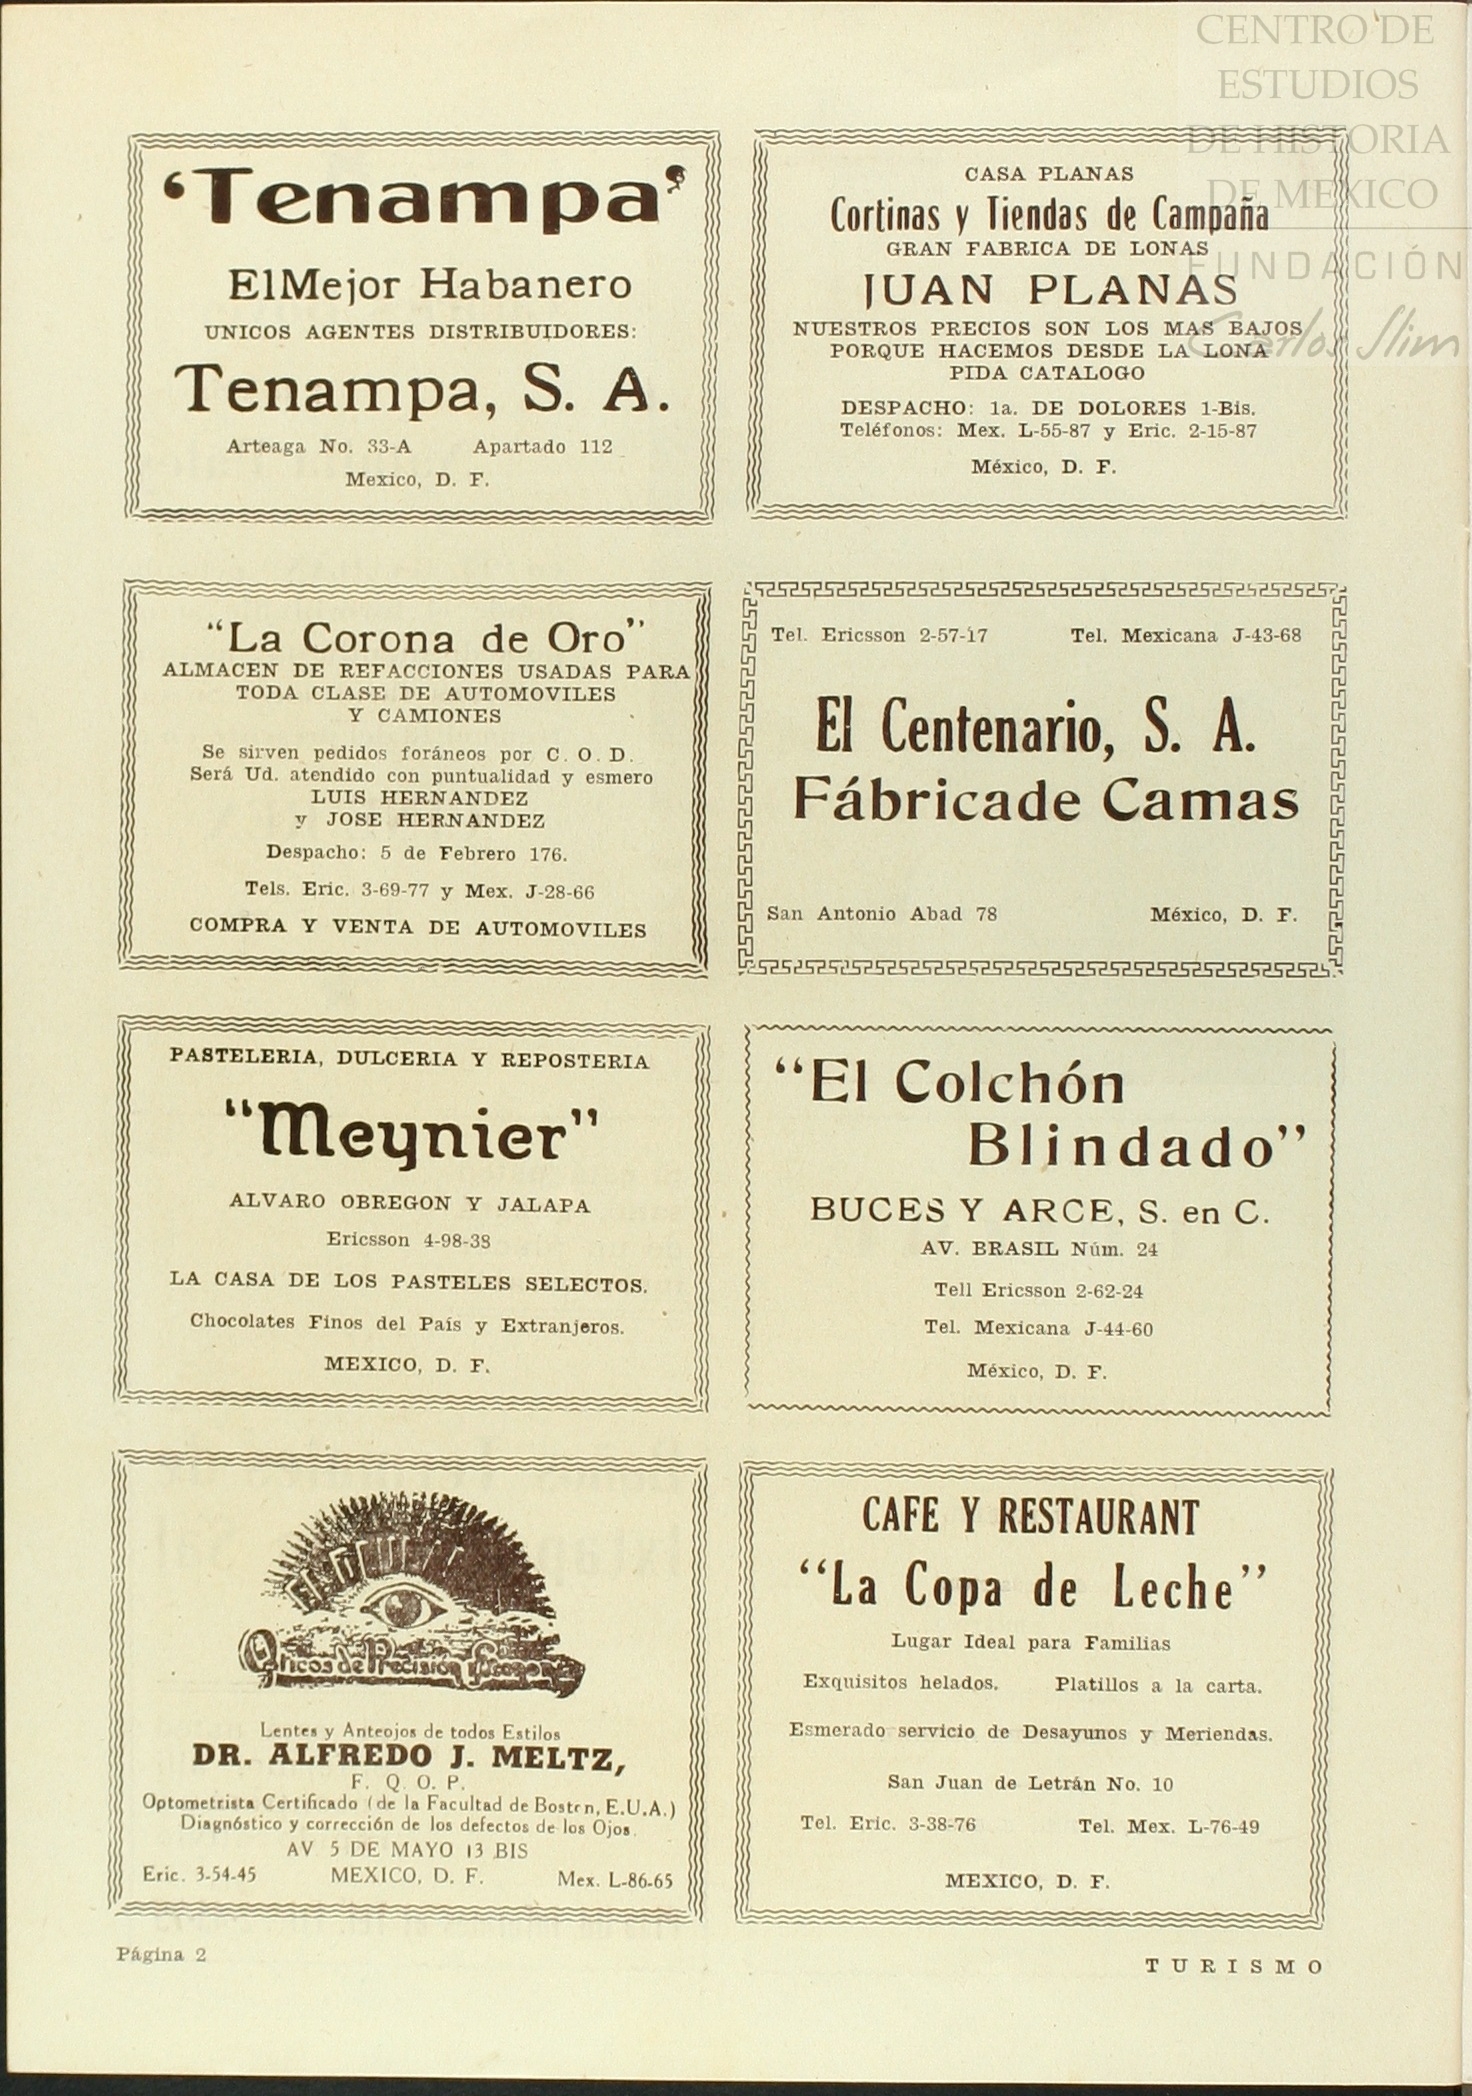 CENTRO DE
ESTUDIOS
DE HISTORIA
DE MEXICO
FUNDACIÓN
Carlos Slim
'Tenampa'
ElMejor Habanero
UNICOS AGENTES DISTRIBUIDORES:
Tenampa, S. A.
Arteaga No. 33-A Apartado 112
Mexico, D. F.
CASA PLANAS
Cortinas y Tiendas de Campaña
GRAN FABRICA DE LONAS
JUAN PLANAS
NUESTROS PRECIOS SON LOS MAS BAJOS
PORQUE HACEMOS DESDE LA LONA
PIDA CATALOGO
DESPACHO: 1a. DE DOLORES 1-Bis.
Teléfonos: Mex. L-55-87 y Eric. 2-15-87
México, D. F.
"La Corona de Oro"
ALMACEN DE REFACCIONES USADAS PARA
TODA CLASE DE AUTOMOVILES
Y CAMIONES
Se sirven pedidos foráneos por C. O. D.
Será Ud. atendido con puntualidad y esmero
LUIS HERNANDEZ
y JOSE HERNANDEZ
Despacho: 5 de Febrero 176.
Tels. Eric. 3-69-77 y Mex. J-28-66
COMPRA Y VENTA DE AUTOMOVILES
Tel. Ericsson 2-57-17 Tel. Mexicana J-43-68
El Centenario, S. A.
Fábricade Camas
San Antonio Abad 78 México, D. F.
PASTELERIA, DULCERIA Y REPOSTERIA
"Meynier"
ALVARO OBREGON Y JALAPA
Ericsson 4-98-38
LA CASA DE LOS PASTELES SELECTOS.
Chocolates Finos del País y Extranjeros.
MEXICO, D. F.
"El Colchón
Blindado"
BUCES Y ARCE, S. en C.
AV. BRASIL Núm. 24
Tell Ericsson 2-62-24
Tel. Mexicana J-44-60
México, D. F.
Opticos de Precisión
Lentes y Anteojos de todos Estilos
DR. ALFREDO J. MELTZ,
F. Q. O. P.
Optometrista Certificado (de la Facultad de Boston, E.U.A.)
Diagnóstico y corrección de los defectos de los Ojos.
AV 5 DE MAYO 13 BIS
Eric. 3-54-45 MEXICO, D. F. Mex. L-86-65
CAFE Y RESTAURANT
"La Copa de Leche"
Lugar Ideal para Familias
Exquisitos helados. Platillos a la carta.
Esmerado servicio de Desayunos y Meriendas.
San Juan de Letrán No. 10
Tel. Eric. 3-38-76 Tel. Mex. L-76-49
MEXICO, D. F.
Página 2
TURISMO